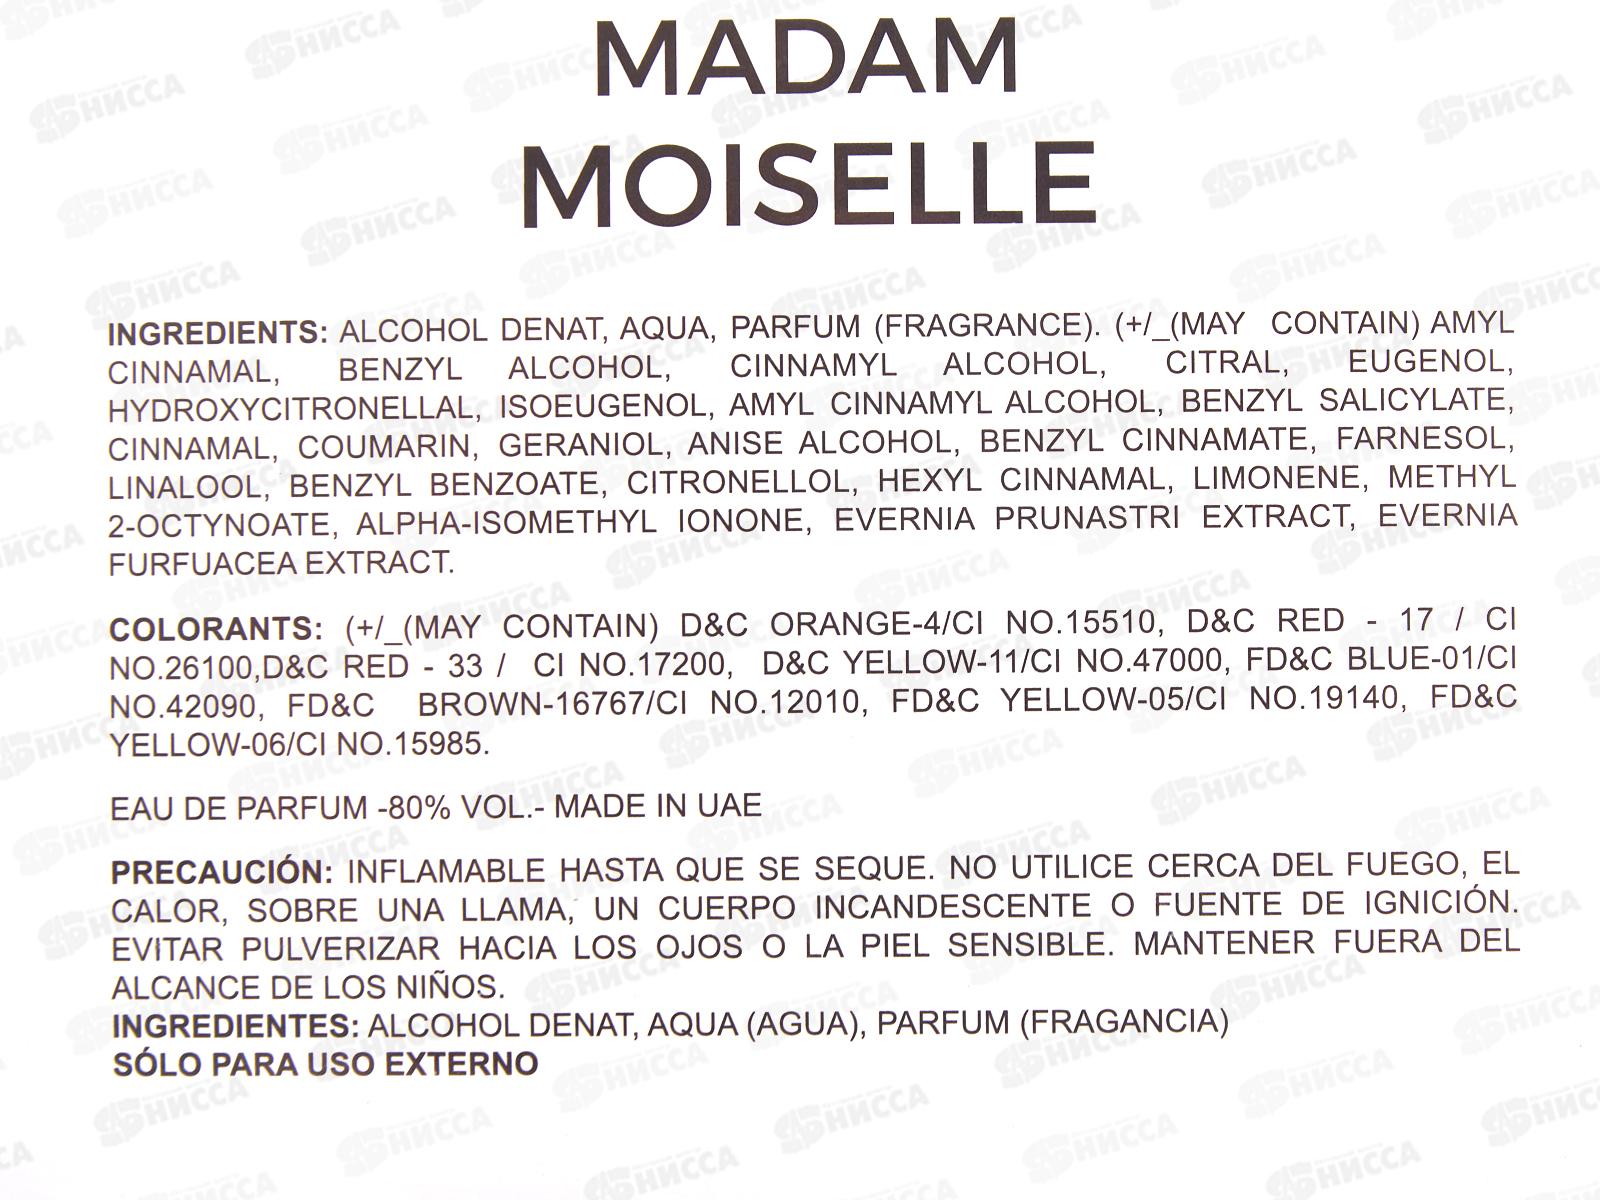 MADAM
MOISELLE
INGREDIENTS: ALCOHOL DENAT, AQUA, PARFUM (FRAGRANCE). (+/_(MAY CONTAIN) AMYL
CINNAMAL, BENZYL ALCOHOL, CINNAMYL ALCOHOL, CITRAL, EUGENOL,
HYDROXYCITRONELLAL, ISOEUGENOL, AMYL CINNAMYL ALCOHOL, BENZYL SALICYLATE,
CINNAMAL, COUMARIN, GERANIOL, ANISE ALCOHOL, BENZYL CINNAMATE, FARNESOL,
LINALOOL, BENZYL BENZOATE, CITRONELLOL, HEXYL CINNAMAL, LIMONENE, METHYL
2-OCTYNOATE, ALPHA-ISOMETHYL IONONE, EVERNIA PRUNASTRI EXTRACT, EVERNIA
FURFUACEA EXTRACT.
COLORANTS: (+/_(MAY CONTAIN) D&C ORANGE-4/CI NO.15510, D&C RED - 17 / CI
NO.26100,D&C RED - 33 / CI NO.17200, D&C YELLOW-11/CI NO.47000, FD&C BLUE-01/CI
NO.42090, FD&C BROWN-16767/CI NO.12010, FD&C YELLOW-05/CI NO.19140, FD&C
YELLOW-06/CI NO.15985.
EAU DE PARFUM -80% VOL.- MADE IN UAE
PRECAUCIÓN: INFLAMABLE HASTA QUE SE SEQUE. NO UTILICE CERCA DEL FUEGO, EL
CALOR, SOBRE UNA LLAMA, UN CUERPO INCANDESCENTE O FUENTE DE IGNICIÓN.
EVITAR PULVERIZAR HACIA LOS OJOS O LA PIEL SENSIBLE. MANTENER FUERA DEL
ALCANCE DE LOS NIÑOS.
INGREDIENTES: ALCOHOL DENAT, AQUA (AGUA), PARFUM (FRAGANCIA)
SÓLO PARA USO EXTERNO